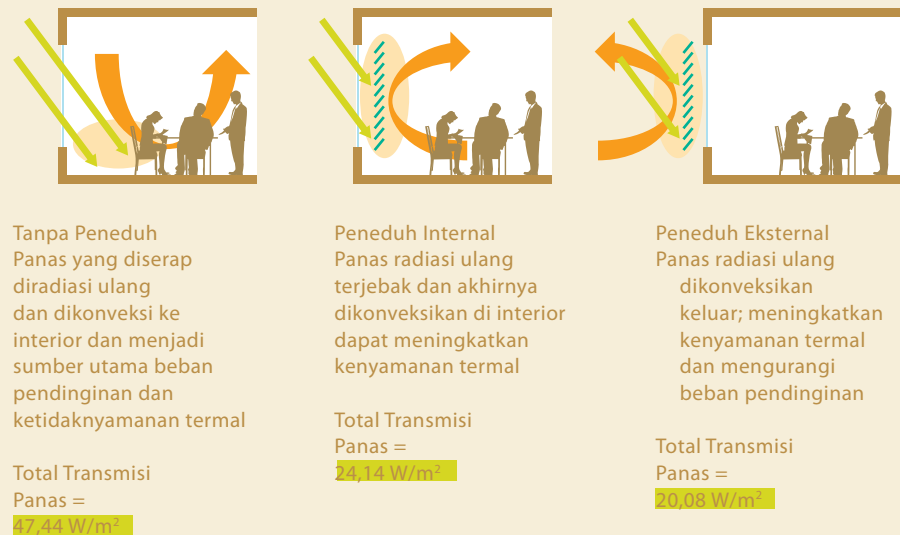 Tanpa Peneduh
Panas yang diserap
diradiasi ulang
dan dikonveksi ke
interior dan menjadi
sumber utama beban
pendinginan dan
ketidaknyamanan termal
Total Transmisi
Panas =
47,44 W/m²
Peneduh Internal
Panas radiasi ulang
terjebak dan akhirnya
dikonveksikan di interior
dapat meningkatkan
kenyamanan termal
Total Transmisi
Panas =
24,14 W/m²
Peneduh Eksternal
Panas radiasi ulang
dikonveksikan
keluar; meningkatkan
kenyamanan termal
dan mengurangi
beban pendinginan
Total Transmisi
Panas =
20,08 W/m²